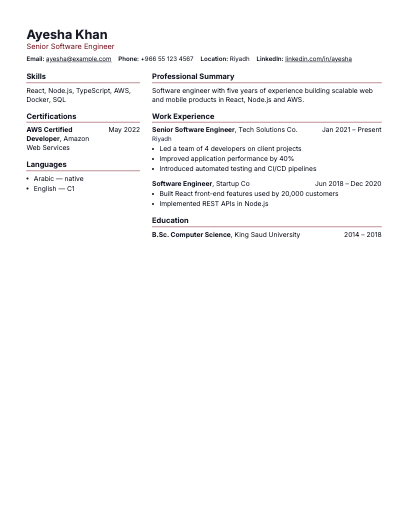 Ayesha Khan
Senior Software Engineer
Email: ayesha@example.com Phone: +966 55 123 4567 Location: Riyadh LinkedIn: linkedin.com/in/ayesha
Skills
React, Node.js, TypeScript, AWS,
Docker, SQL
Certifications
AWS Certified May 2022
Developer, Amazon
Web Services
Languages
• Arabic — native
• English — C1
Professional Summary
Software engineer with five years of experience building scalable web
and mobile products in React, Node.js and AWS.
Work Experience
Senior Software Engineer, Tech Solutions Co. Jan 2021 – Present
Riyadh
• Led a team of 4 developers on client projects
• Improved application performance by 40%
• Introduced automated testing and CI/CD pipelines
Software Engineer, Startup Co Jun 2018 – Dec 2020
• Built React front-end features used by 20,000 customers
• Implemented REST APIs in Node.js
Education
B.Sc. Computer Science, King Saud University 2014 – 2018